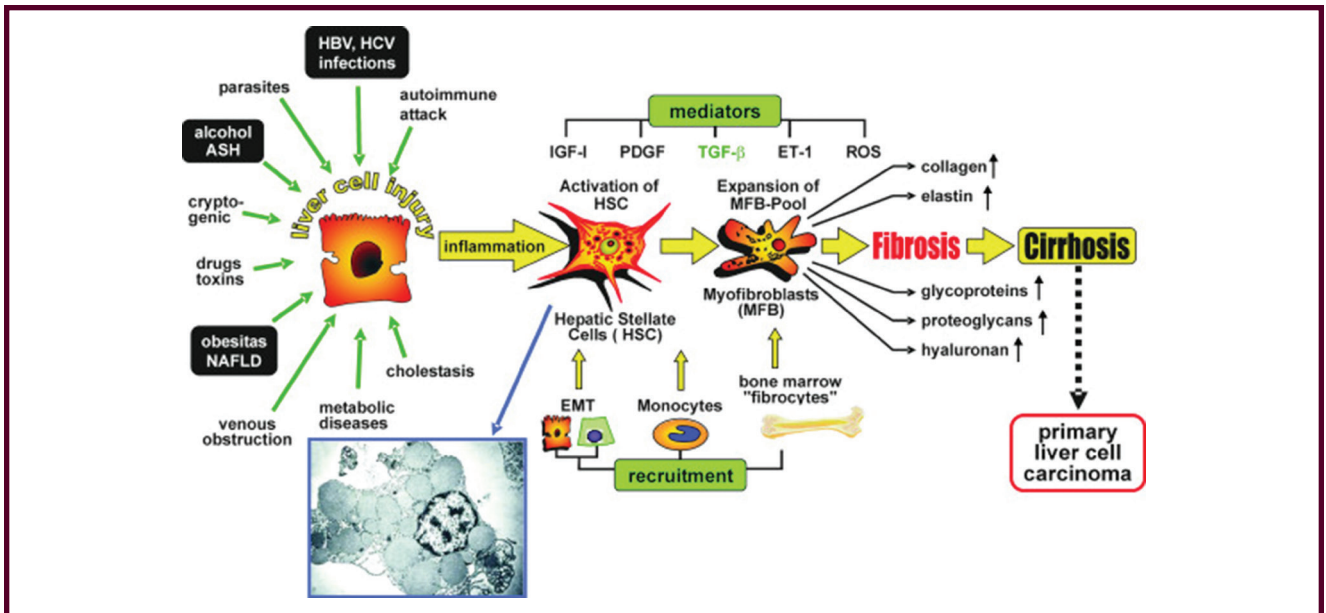 HBV, HCV
infections
parasites
autoimmune
attack
alcohol
ASH
liver cell injury
crypto-
genic
drugs
toxins
obesitas
NAFLD
venous
obstruction
metabolic
diseases
cholestasis
inflammation
mediators
IGF-I PDGF TGF-β ET-1 ROS
Activation of
HSC
Expansion of
MFB-Pool
Hepatic Stellate
Cells ( HSC)
Myofibroblasts
(MFB)
collagen ↑
elastin ↑
Fibrosis
Cirrhosis
glycoproteins ↑
proteoglycans ↑
hyaluronan ↑
EMT
Monocytes
bone marrow
"fibrocytes"
recruitment
primary
liver cell
carcinoma